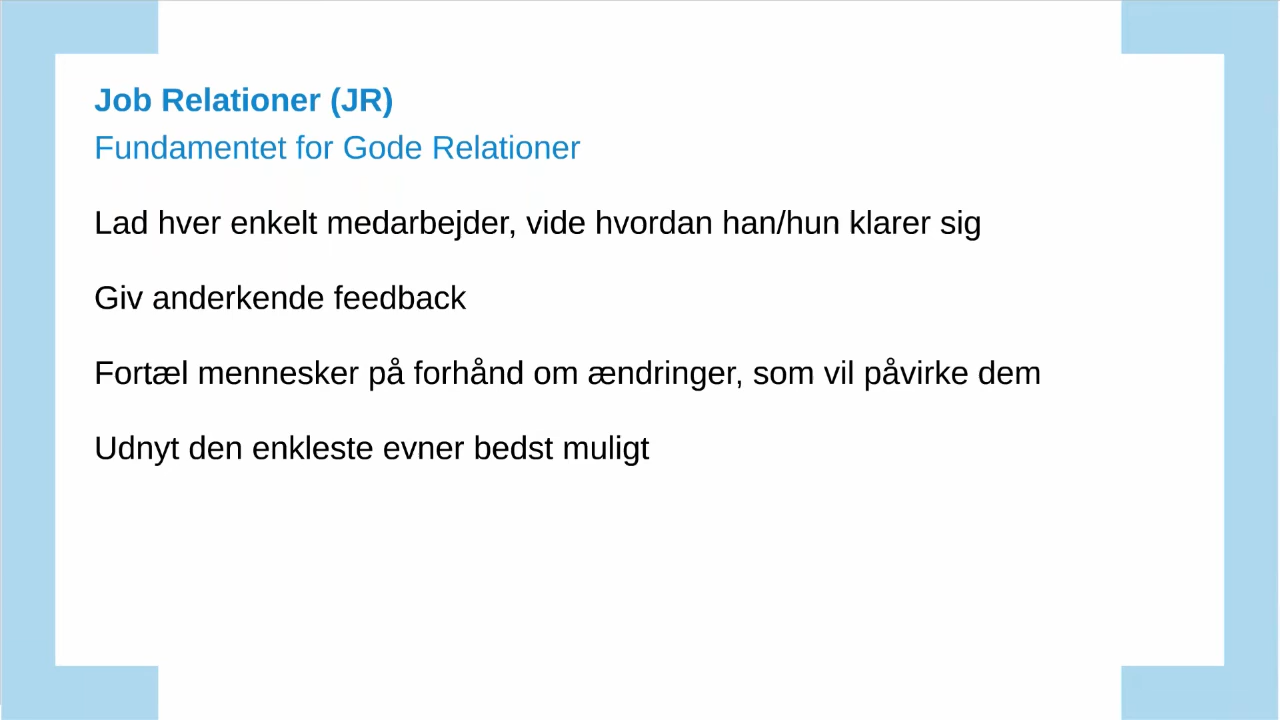 Job Relationer (JR)
Fundamentet for Gode Relationer
Lad hver enkelt medarbejder, vide hvordan han/hun klarer sig
Giv anderkende feedback
Fortæl mennesker på forhånd om ændringer, som vil påvirke dem
Udnyt den enkleste evner bedst muligt